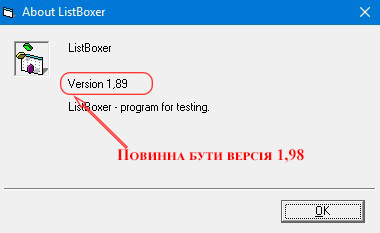 About ListBoxer
ListBoxer
Version 1,89
ListBoxer - program for testing.
Повинна бути версія 1,98
OK